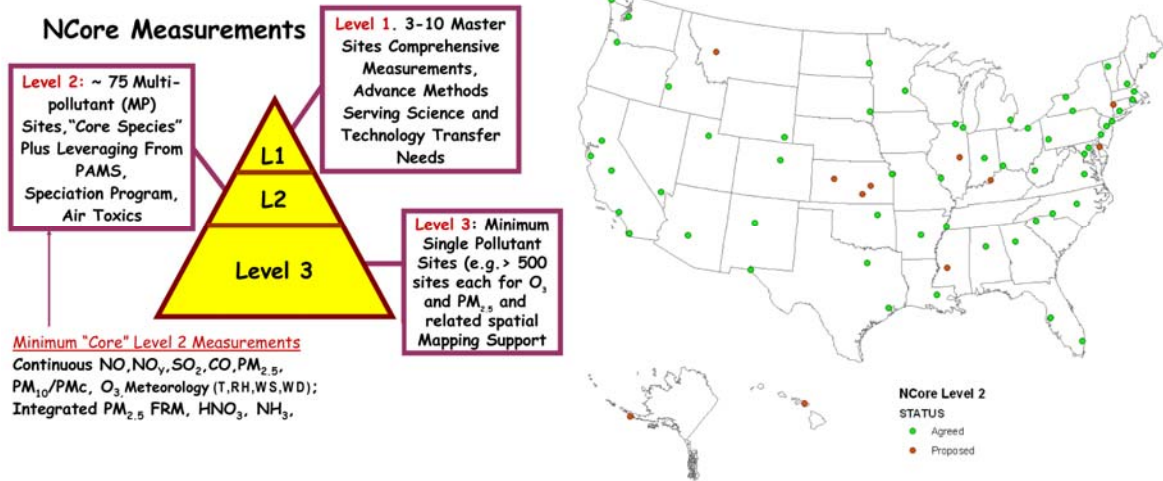 NCore Measurements
Level 1. 3-10 Master
Sites Comprehensive
Measurements,
Advance Methods
Serving Science and
Technology Transfer
Needs
Level 2: ~ 75 Multi-
pollutant (MP)
Sites,“Core Species”
Plus Leveraging From
PAMS,
Speciation Program,
Air Toxics
L1
L2
Level 3
Level 3: Minimum
Single Pollutant
Sites (e.g.> 500
sites each for O₃
and PM₂.₅ and
related spatial
Mapping Support
Minimum “Core” Level 2 Measurements
Continuous NO,NOY,SO₂,CO,PM₂.₅,
PM₁₀/PMc, O₃,Meteorology (T,RH,WS,WD);
Integrated PM₂.₅ FRM, HNO₃, NH₃,
NCore Level 2
STATUS
Agreed
Proposed